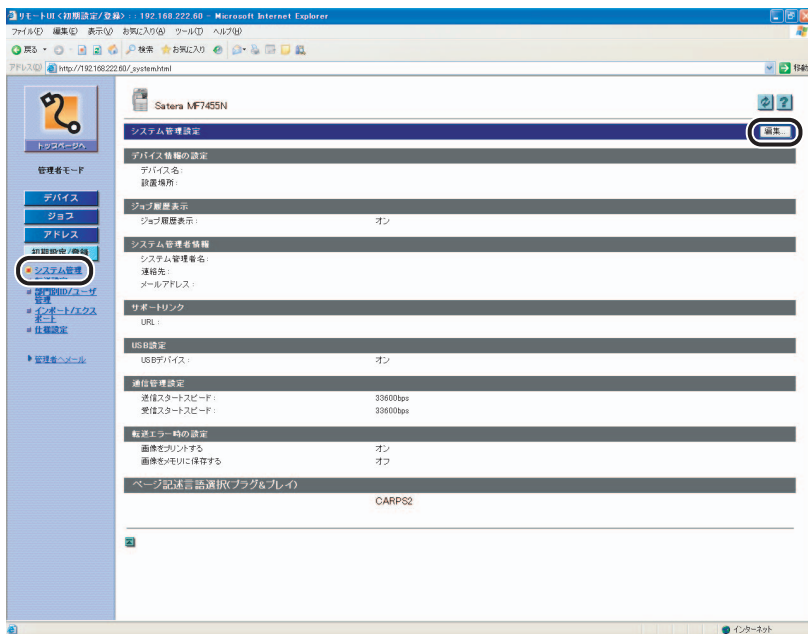 リモートUI <初期設定/登録> : : 192.168.222.60 - Microsoft Internet Explorer
ファイル(F) 編集(E) 表示(V) お気に入り(A) ツール(T) ヘルプ(H)
戻る 検索 お気に入り
アドレス(D) http://192.168.222.60/_system.html 移動
Satera MF7455N
トップページへ
管理者モード
デバイス
ジョブ
アドレス
初期設定/登録
システム管理
部門別ID/ユーザ
管理
インポート/エクス
ポート
仕様設定
管理者へメール
システム管理設定 編集...
デバイス情報の設定
デバイス名 :
設置場所 :
ジョブ履歴表示
ジョブ履歴表示 : オン
システム管理者情報
システム管理者名 :
連絡先 :
メールアドレス :
サポートリンク
URL :
USB設定
USBデバイス : オン
通信管理設定
送信スタートスピード : 33600bps
受信スタートスピード : 33600bps
転送エラー時の設定
画像をプリントする オン
画像をメモリに保存する オフ
ページ記述言語選択(プラグ&プレイ)
CARPS2
インターネット